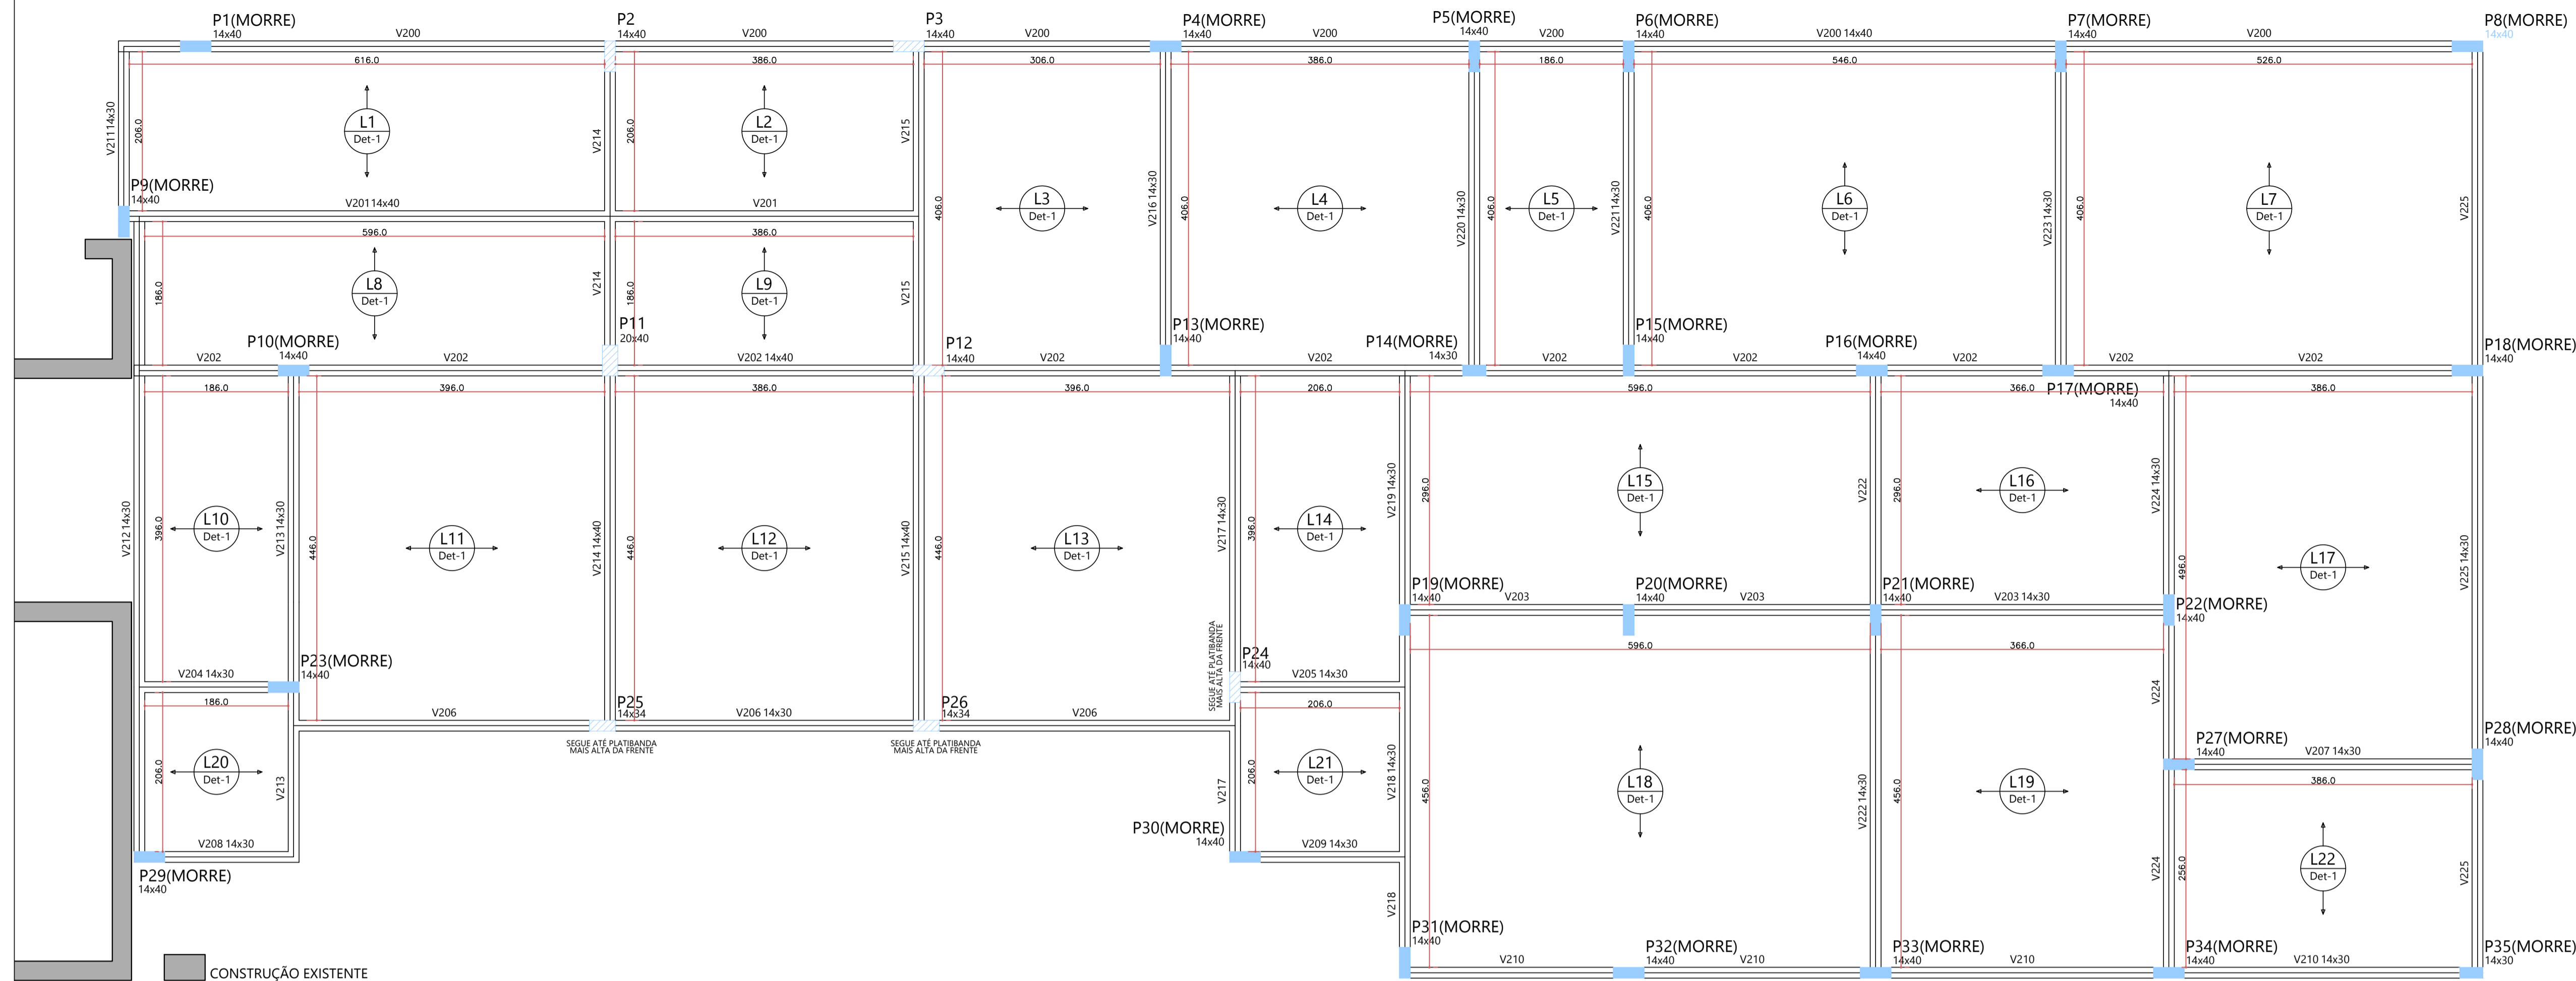 P1(MORRE)
14x40
V200
P2
14x40
V200
P3
14x40
V200
P4(MORRE)
14x40
V200
P5(MORRE)
14x40
V200
P6(MORRE)
14x40
V200 14x40
P7(MORRE)
14x40
V200
P8(MORRE)
14x40
616.0
386.0
306.0
386.0
186.0
546.0
526.0
V211 14x30
206.0
L1
Det-1
V214
206.0
L2
Det-1
V215
406.0
L3
Det-1
V216 14x30
406.0
L4
Det-1
V220 14x30
406.0
L5
Det-1
V221 14x30
406.0
L6
Det-1
V223 14x30
406.0
L7
Det-1
V225
P9(MORRE)
14x40
V201 14x40
V201
596.0
386.0
186.0
L8
Det-1
V214
186.0
L9
Det-1
V215
P10(MORRE)
14x40
P11
20x40
P12
14x40
P13(MORRE)
14x40
P14(MORRE)
14x30
P15(MORRE)
14x40
P16(MORRE)
14x40
P17(MORRE)
14x40
P18(MORRE)
14x40
V202
V202
V202 14x40
V202
V202
V202
V202
V202
V202
V202
186.0
396.0
386.0
396.0
206.0
596.0
366.0
386.0
V212 14x30
396.0
L10
Det-1
V213 14x30
446.0
L11
Det-1
V214 14x40
446.0
L12
Det-1
V215 14x40
446.0
L13
Det-1
V217 14x30
396.0
L14
Det-1
V219 14x30
296.0
L15
Det-1
V222
296.0
L16
Det-1
V224 14x30
496.0
L17
Det-1
V225 14x30
P19(MORRE)
14x40
V203
P20(MORRE)
14x40
V203
P21(MORRE)
14x40
V203 14x30
P22(MORRE)
14x40
596.0
366.0
V204 14x30
P23(MORRE)
14x40
SEGUE ATÉ PLATIBANDA
MAIS ALTA DA FRENTE
P24
14x40
V205 14x30
186.0
206.0
V206
P25
14x34
V206 14x30
P26
14x34
V206
SEGUE ATÉ PLATIBANDA
MAIS ALTA DA FRENTE
SEGUE ATÉ PLATIBANDA
MAIS ALTA DA FRENTE
206.0
L20
Det-1
V213
V217
206.0
L21
Det-1
V218 14x30
456.0
L18
Det-1
V222 14x30
456.0
L19
Det-1
V224
P27(MORRE)
14x40
V207 14x30
P28(MORRE)
14x40
386.0
V224
256.0
L22
Det-1
V225
V208 14x30
P29(MORRE)
14x40
P30(MORRE)
14x40
V209 14x30
V218
P31(MORRE)
14x40
V210
P32(MORRE)
14x40
V210
P33(MORRE)
14x40
V210
P34(MORRE)
14x40
V210 14x30
P35(MORRE)
14x30
CONSTRUÇÃO EXISTENTE